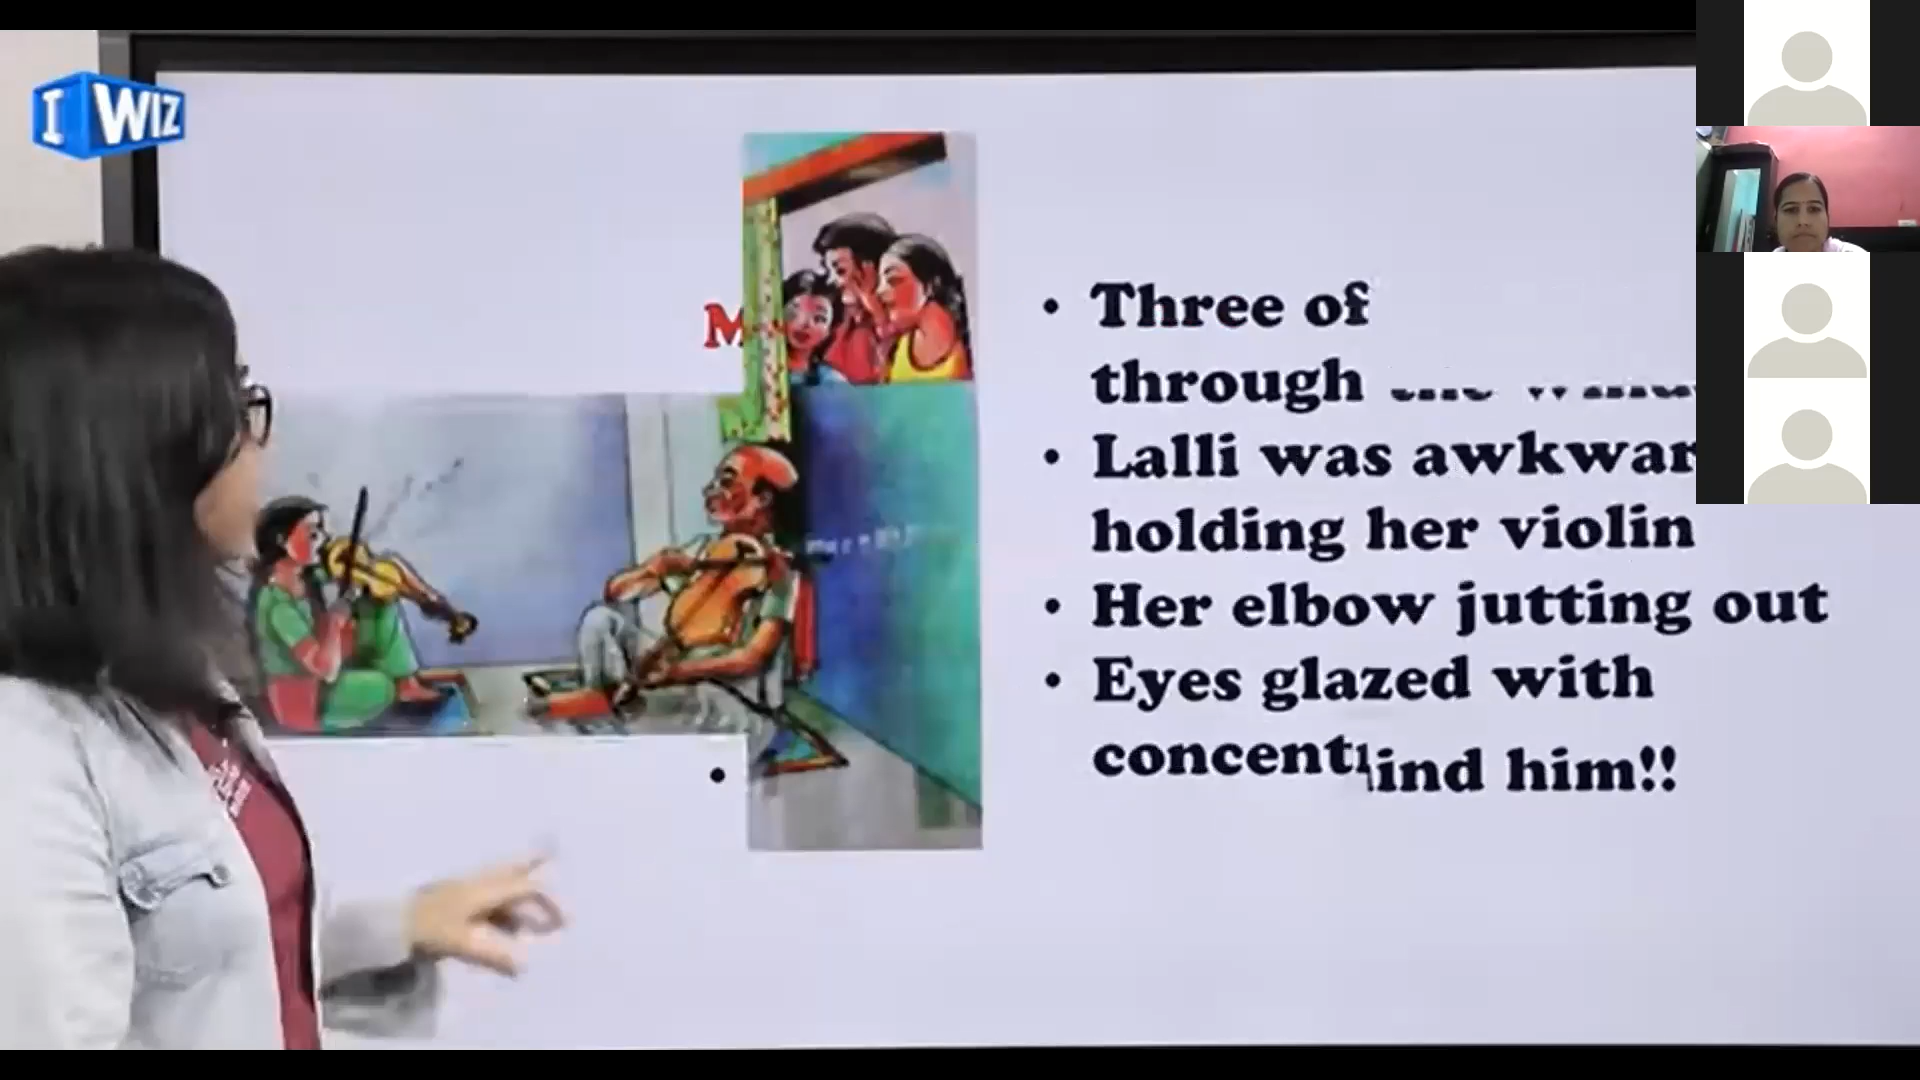 I WIZ
M
• Three of
through
• Lalli was awkwar
holding her violin
• Her elbow jutting out
• Eyes glazed with
concent
ind him!!
•